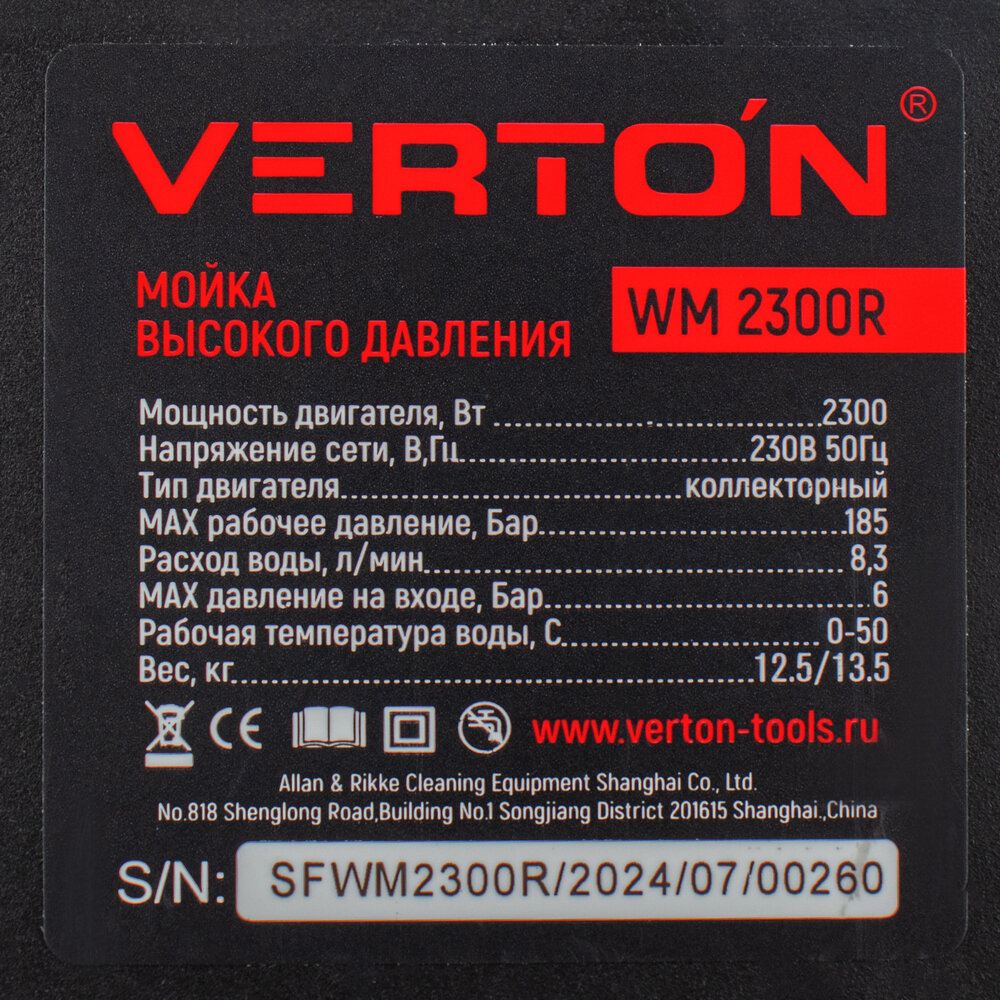 VERTÓN ®
МОЙКА
ВЫСОКОГО ДАВЛЕНИЯ
WM 2300R
Мощность двигателя, Вт ........................................2300
Напряжение сети, В,Гц...................................230В 50Гц
Тип двигателя..........................................коллекторный
MAX рабочее давление, Бар.....................................185
Расход воды, л/мин.................................................... 8,3
MAX давление на входе, Бар........................................6
Рабочая температура воды, С................................ 0-50
Вес, кг................................................................12.5/13.5
CE
www.verton-tools.ru
Allan & Rikke Cleaning Equipment Shanghai Co., Ltd.
No.818 Shenglong Road,Building No.1 Songjiang District 201615 Shanghai.,China
S/N: SFWM2300R/2024/07/00260